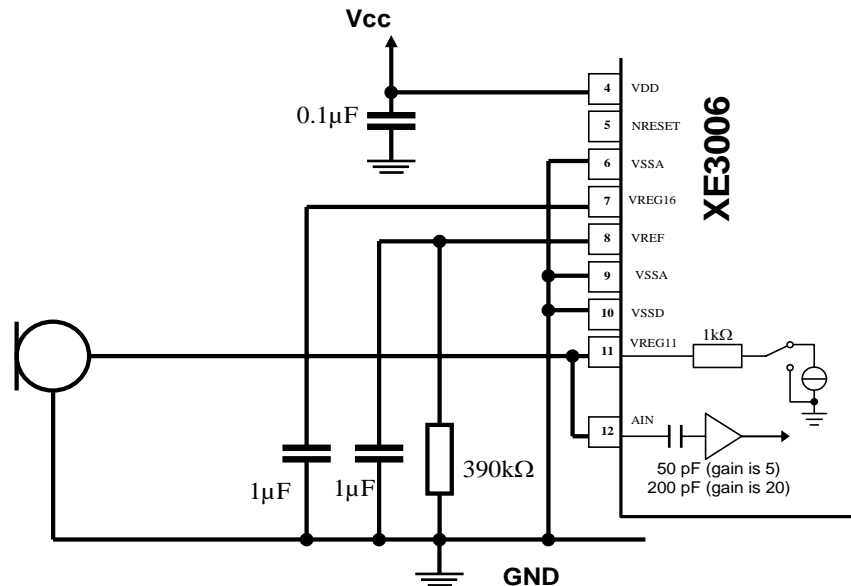 Vcc
0.1µF
4 VDD
5 NRESET
6 VSSA
7 VREG16
8 VREF
9 VSSA
10 VSSD
11 VREG11
12 AIN
XE3006
1kΩ
50 pF (gain is 5)
200 pF (gain is 20)
1µF
1µF
390kΩ
GND